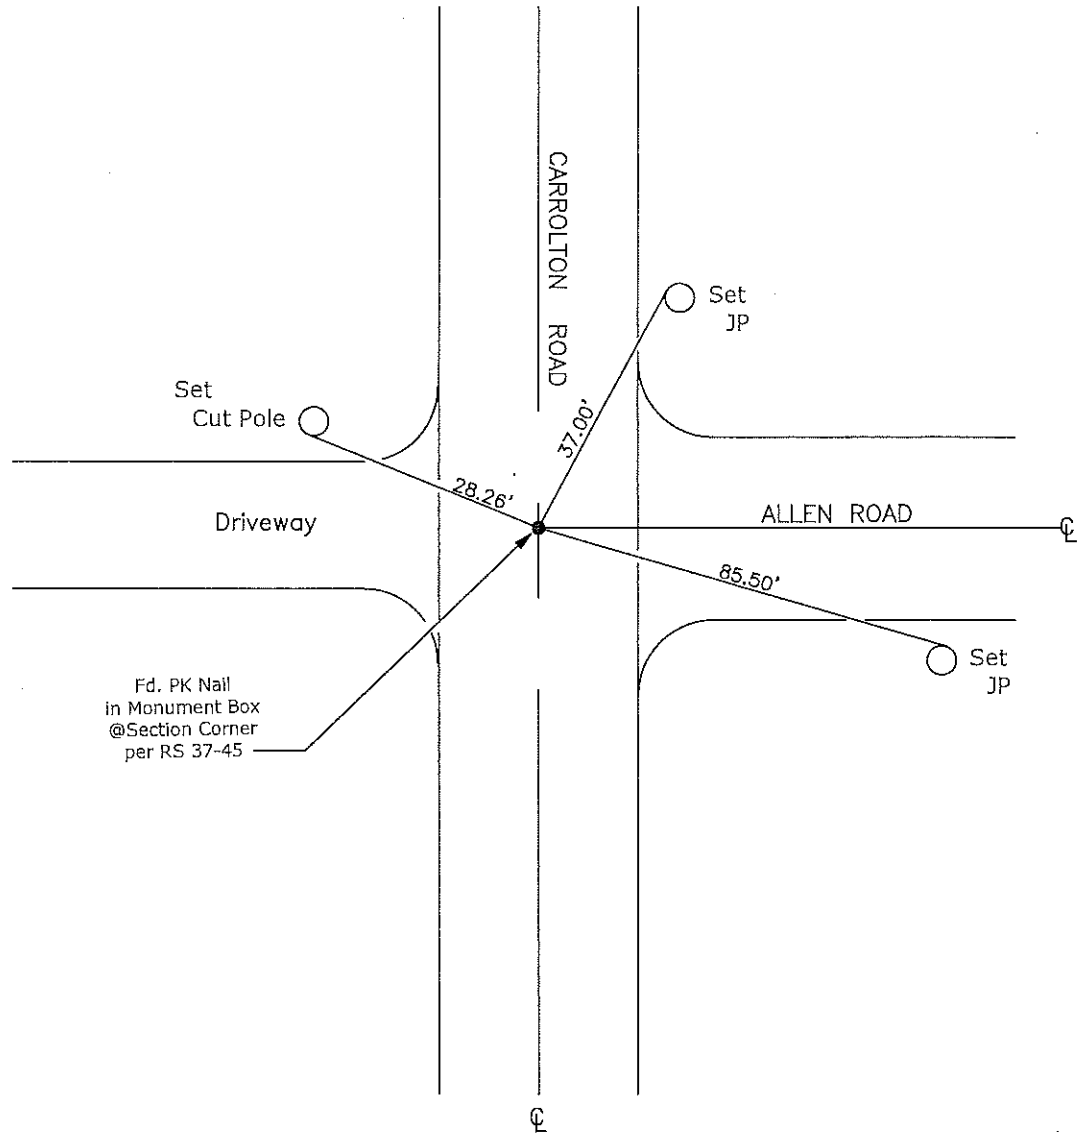 CARROLTON ROAD
Set
JP
37.00'
Set
Cut Pole
28.26'
Driveway
ALLEN ROAD
℄
85.50'
Set
JP
Fd. PK Nail
in Monument Box
@Section Corner
per RS 37-45
℄